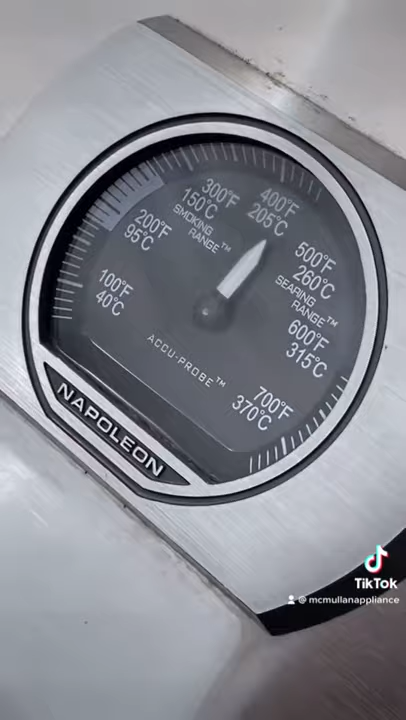 100°F
40°C
200°F
95°C
SMOKING
RANGE™
300°F
150°C
400°F
205°C
500°F
260°C
SEARING
RANGE™
600°F
315°C
700°F
370°C
ACCU-PROBE™
NAPOLEON
TikTok
@ mcmullanappliance